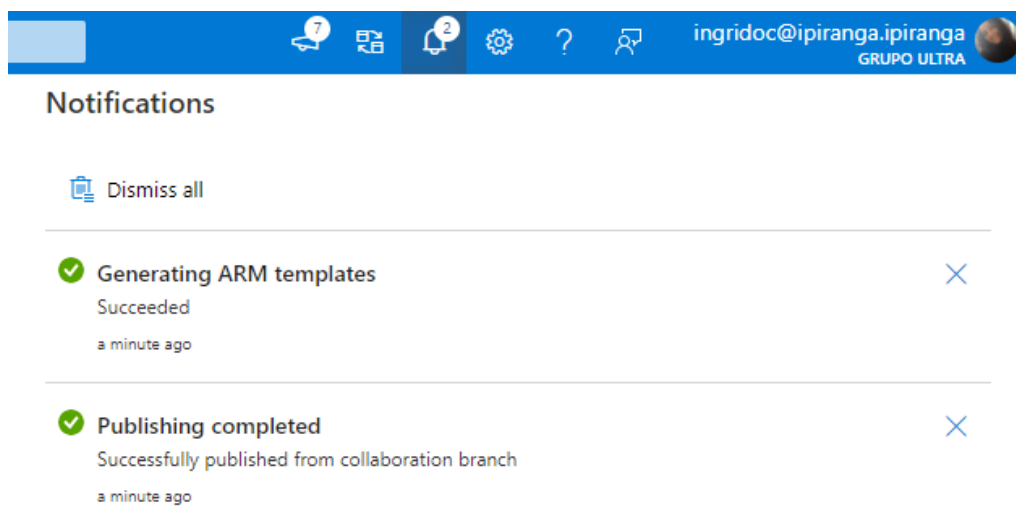 7
2
?
ingridoc@ipiranga.ipiranga
GRUPO ULTRA
Notifications
Dismiss all
Generating ARM templates
Succeeded
a minute ago
Publishing completed
Successfully published from collaboration branch
a minute ago